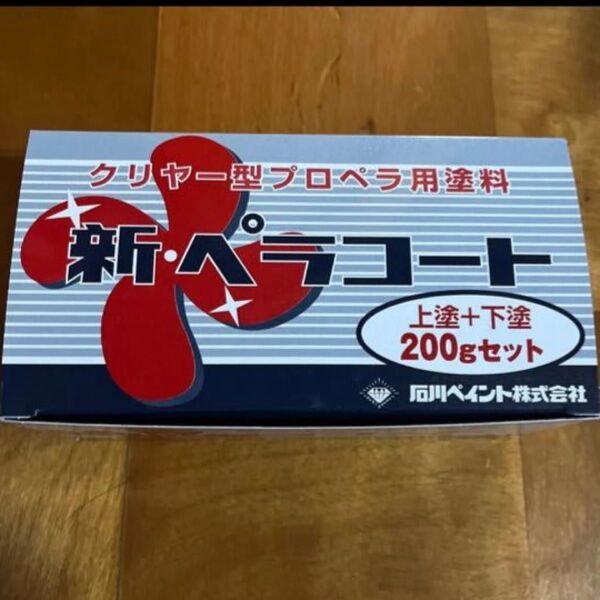 クリヤー型プロペラ用塗料
新・ペラコート
上塗+下塗
200gセット
石川ペイント株式会社